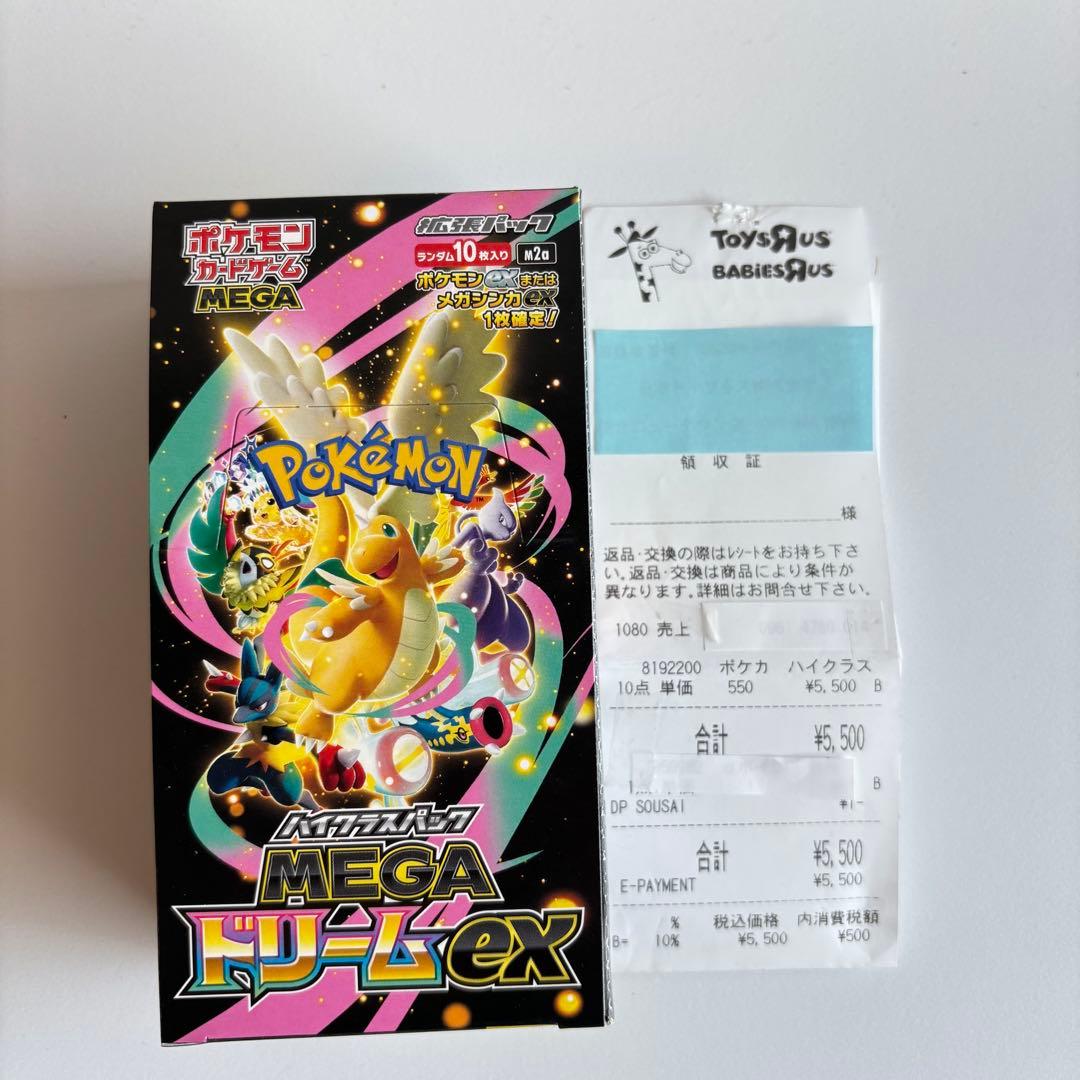 ポケモン
カードゲーム
MEGA
拡張パック
ランダム10枚入り M2a
ポケモンexまたは
メガシンカex
1枚確定!
POKéMON
ハイクラスパック
MEGA
ドリームex
TOYSRUS
BABIESRUS
領収証
様
返品・交換の際はレシートをお持ち下さ
い。返品・交換は商品により条件が
異なります。詳細はお問合せ下さい。
1080 売上
8192200 ポケカ ハイクラス
10点 単価 550 ¥5,500 B
合計 ¥5,500
B
DP SOUSAI ¥1-
合計 ¥5,500
E-PAYMENT ¥5,500
% 税込価格 内消費税額
B= 10% ¥5,500 ¥500